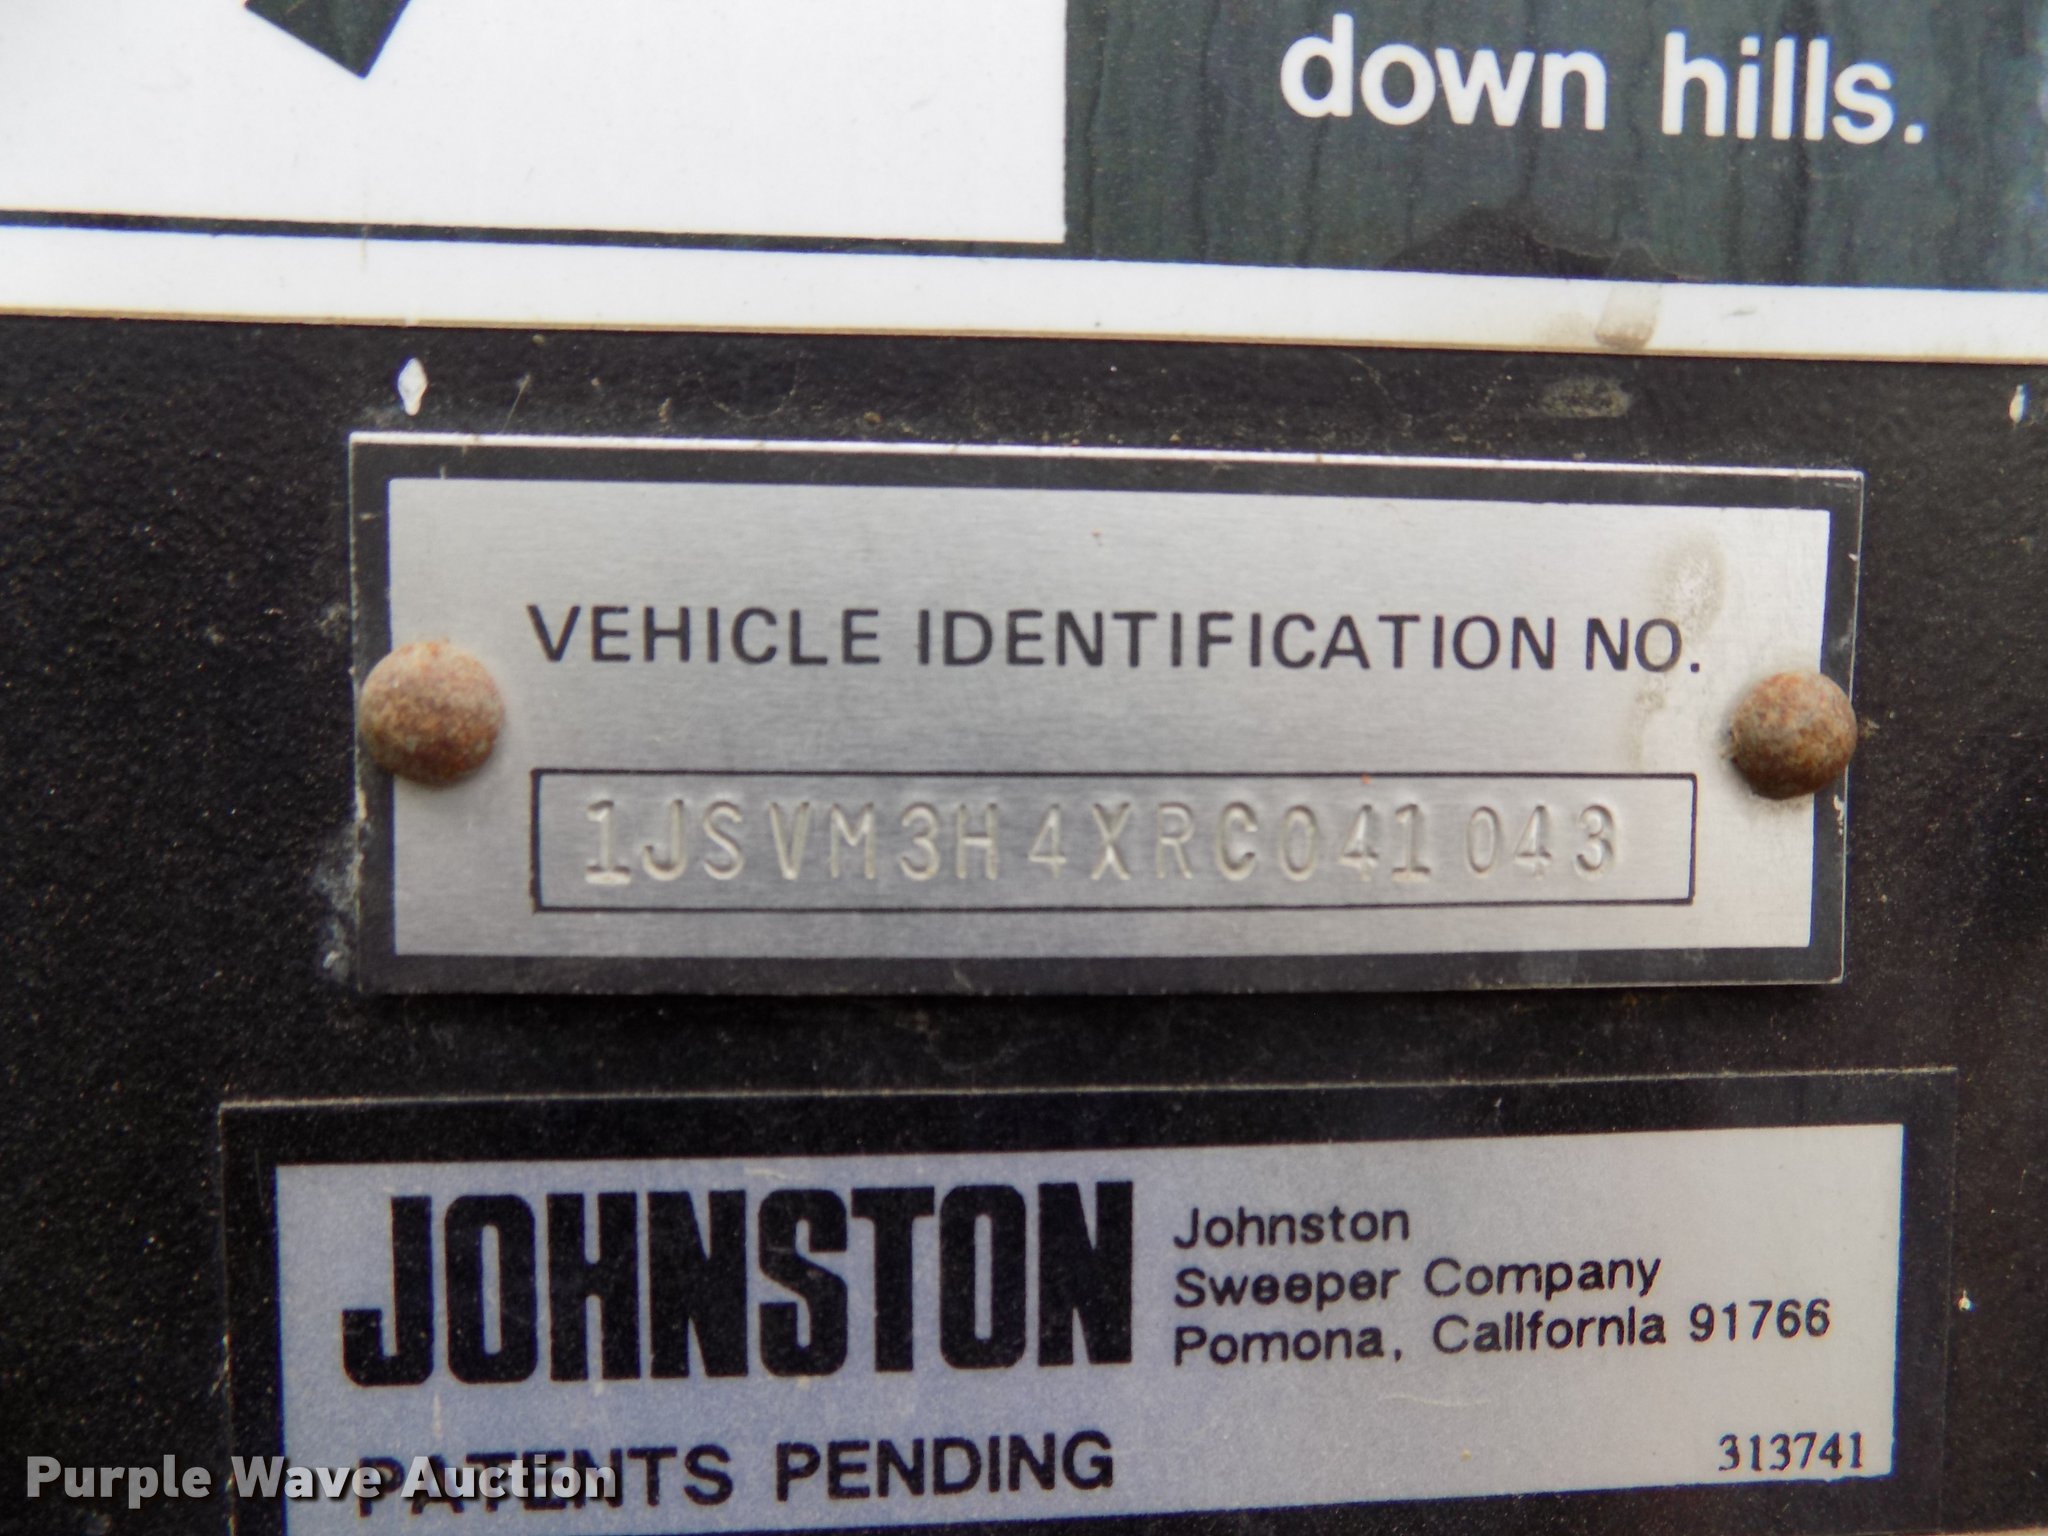 down hills.
VEHICLE IDENTIFICATION NO.
1JSVM3H4XRC041043
JOHNSTON
Johnston
Sweeper Company
Pomona, California 91766
PATENTS PENDING
313741
Purple Wave Auction